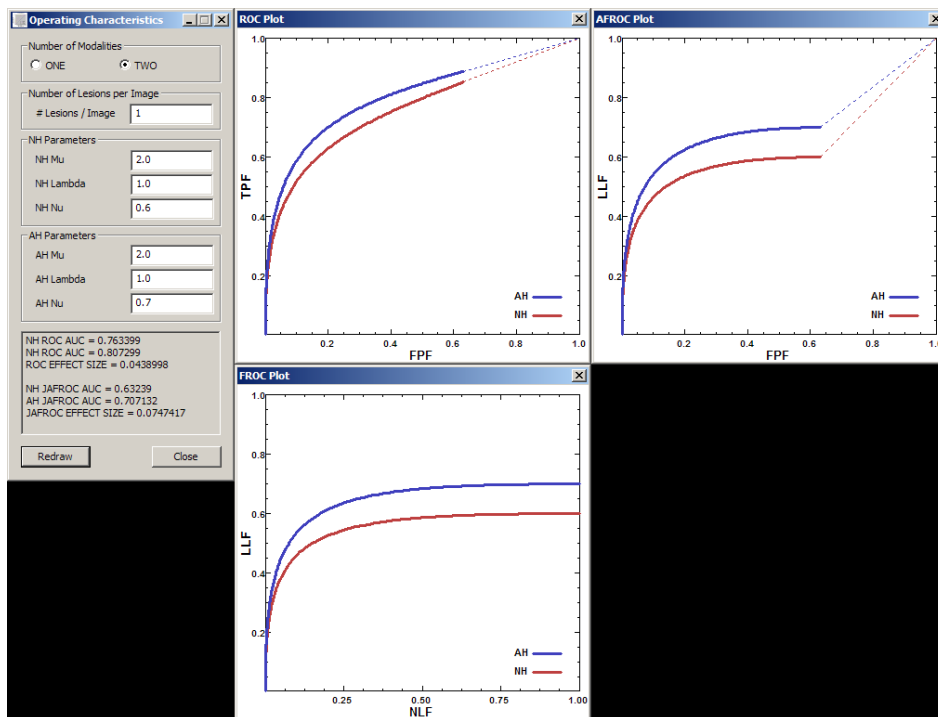 Operating Characteristics
Number of Modalities
ONE
TWO
Number of Lesions per Image
# Lesions / Image
1
NH Parameters
NH Mu
2.0
NH Lambda
1.0
NH Nu
0.6
AH Parameters
AH Mu
2.0
AH Lambda
1.0
AH Nu
0.7
NH ROC AUC = 0.763399
NH ROC AUC = 0.807299
ROC EFFECT SIZE = 0.0438998
NH JAFROC AUC = 0.63239
AH JAFROC AUC = 0.707132
JAFROC EFFECT SIZE = 0.0747417
Redraw
Close
ROC Plot
1.0
0.8
0.6
0.4
0.2
TPF
AH
NH
0.2
0.4
0.6
0.8
1.0
FPF
AFROC Plot
1.0
0.8
0.6
0.4
0.2
LLF
AH
NH
0.2
0.4
0.6
0.8
1.0
FPF
FROC Plot
1.0
0.8
0.6
0.4
0.2
LLF
AH
NH
0.25
0.50
0.75
1.00
NLF